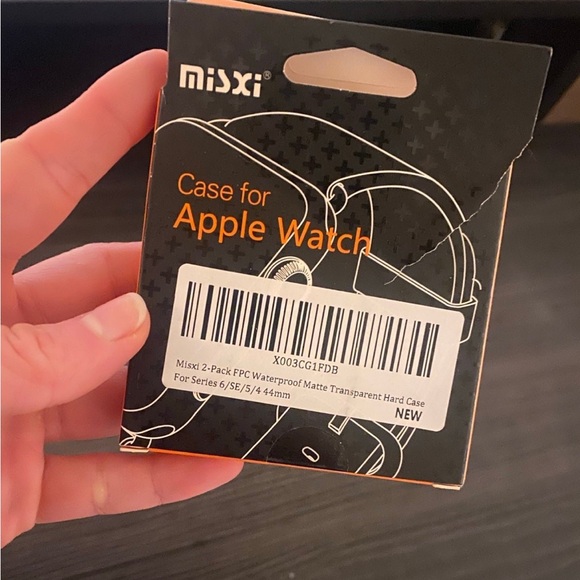 Misxi®
Case for
Apple Watch
X003CG1FDB
Misxi 2-Pack FPC Waterproof Matte Transparent Hard Case
For Series 6/SE/5/4 44mm
NEW